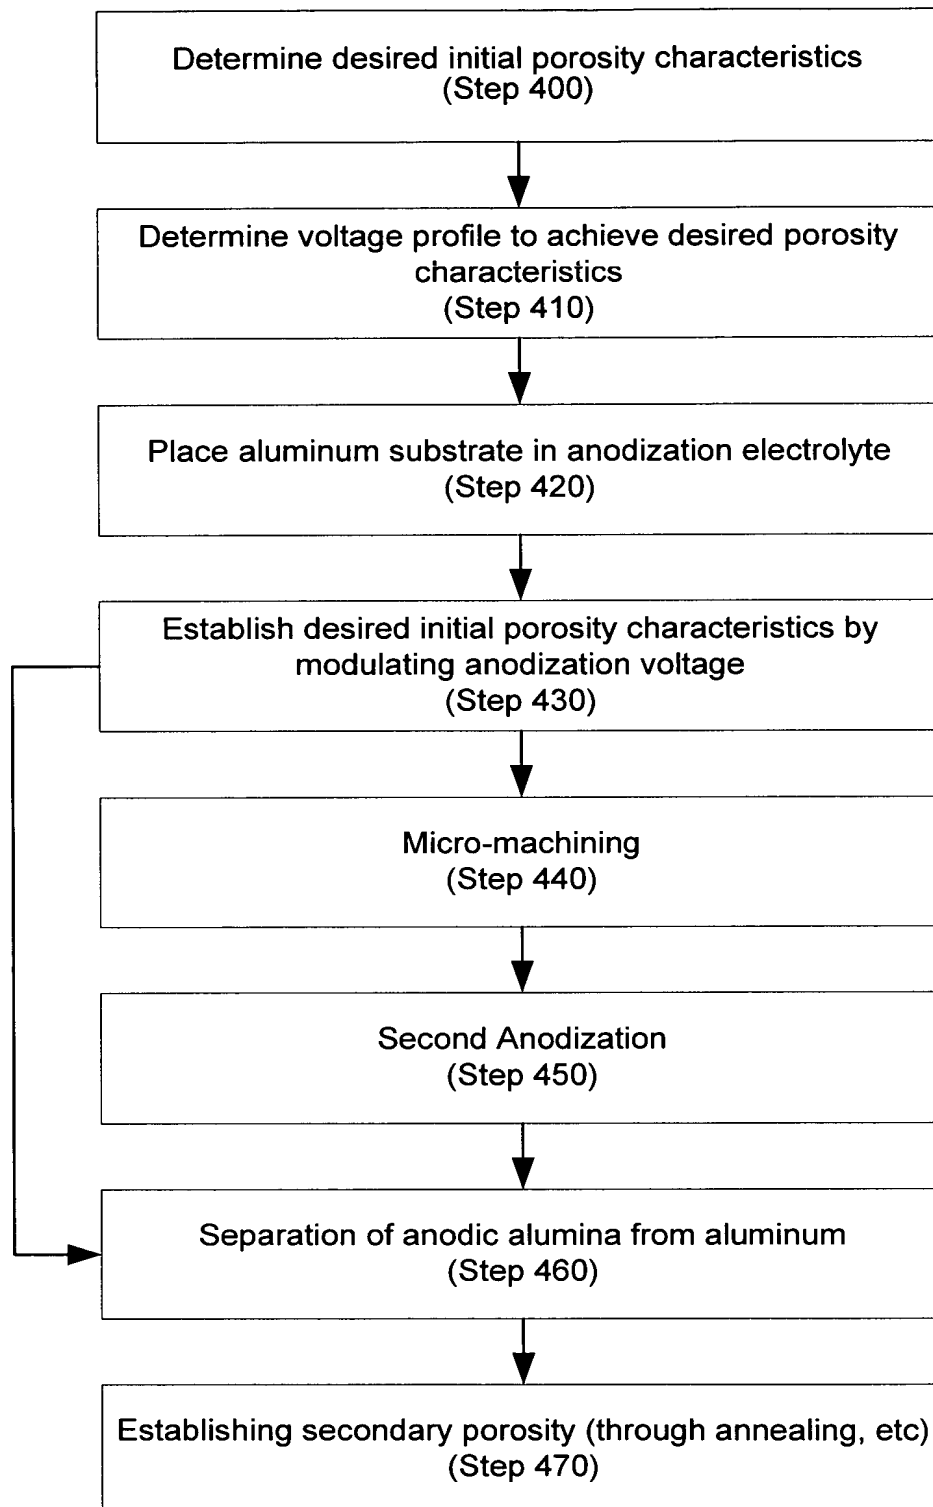 Determine desired initial porosity characteristics
(Step 400)
Determine voltage profile to achieve desired porosity
characteristics
(Step 410)
Place aluminum substrate in anodization electrolyte
(Step 420)
Establish desired initial porosity characteristics by
modulating anodization voltage
(Step 430)
Micro-machining
(Step 440)
Second Anodization
(Step 450)
Separation of anodic alumina from aluminum
(Step 460)
Establishing secondary porosity (through annealing, etc)
(Step 470)